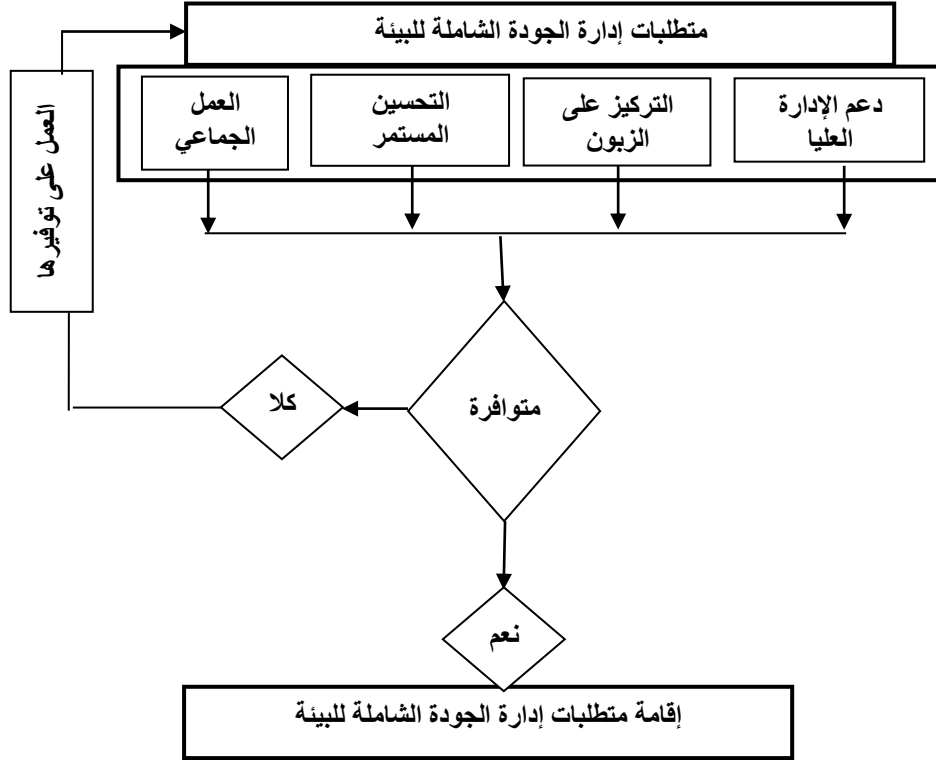 متطلبات إدارة الجودة الشاملة للبيئة
دعم الإدارة
العليا
التركيز على
الزبون
التحسين
المستمر
العمل
الجماعي
العمل على توفيرها
متوافرة
كلا
نعم
إقامة متطلبات إدارة الجودة الشاملة للبيئة